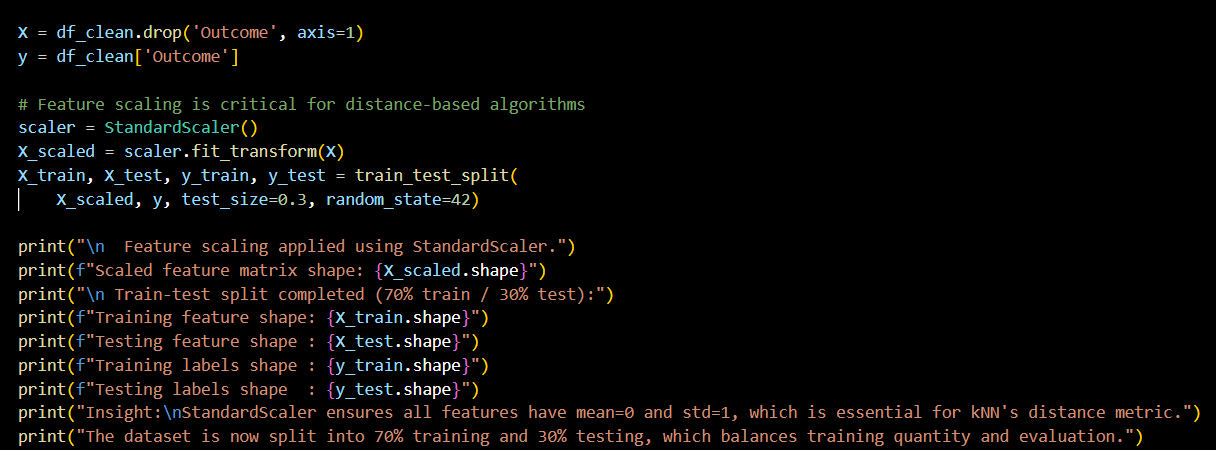 X = df_clean.drop('Outcome', axis=1)
y = df_clean['Outcome']
# Feature scaling is critical for distance-based algorithms
scaler = StandardScaler()
X_scaled = scaler.fit_transform(X)
X_train, X_test, y_train, y_test = train_test_split(
    X_scaled, y, test_size=0.3, random_state=42)
print("\n  Feature scaling applied using StandardScaler.")
print(f"Scaled feature matrix shape: {X_scaled.shape}")
print("\n Train-test split completed (70% train / 30% test):")
print(f"Training feature shape: {X_train.shape}")
print(f"Testing feature shape : {X_test.shape}")
print(f"Training labels shape : {y_train.shape}")
print(f"Testing labels shape  : {y_test.shape}")
print("Insight:\nStandardScaler ensures all features have mean=0 and std=1, which is essential for kNN's distance metric.")
print("The dataset is now split into 70% training and 30% testing, which balances training quantity and evaluation.")